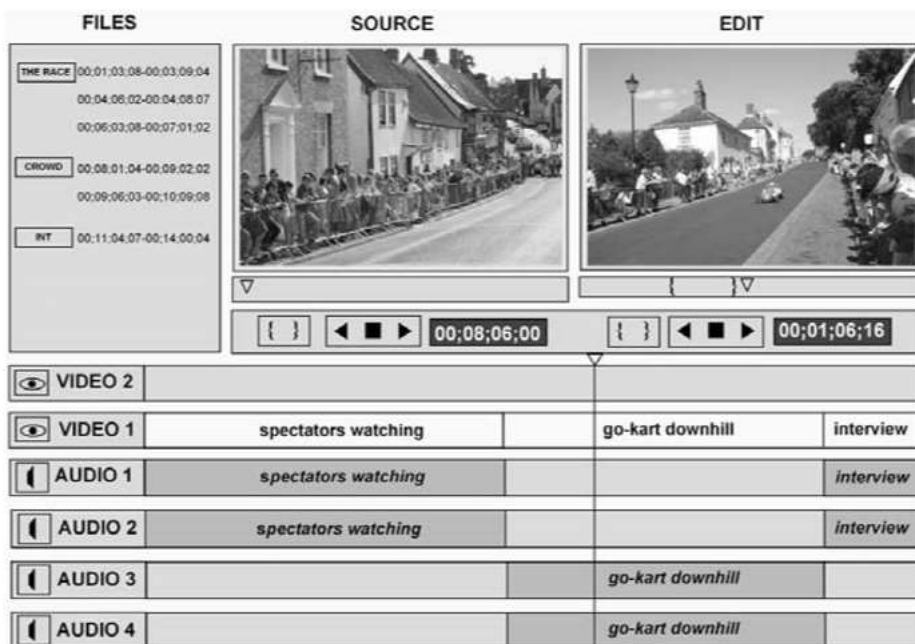 FILES SOURCE EDIT
THE RACE 00;01;03;08-00;03;09;04
00;04;06;02-00;04;08;07
00;06;03;08-00;07;01;02
CROWD 00;08;01;04-00;09;02;02
00;09;06;03-00;10;09;08
INT 00;11;04;07-00;14;00;04
{ } 00;08;06;00 { } 00;01;06;16
VIDEO 2
VIDEO 1 spectators watching go-kart downhill interview
AUDIO 1 spectators watching interview
AUDIO 2 spectators watching interview
AUDIO 3 go-kart downhill
AUDIO 4 go-kart downhill